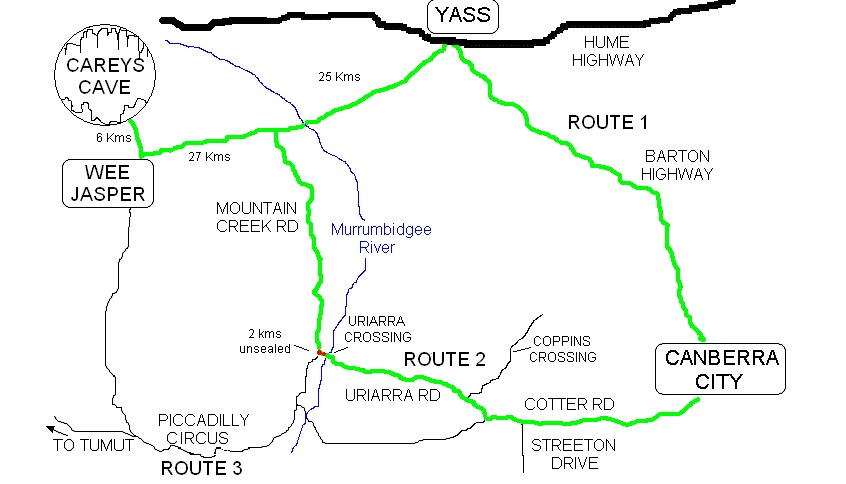 YASS
HUME
HIGHWAY
CAREYS
CAVE
25 Kms
6 Kms
ROUTE 1
27 Kms
BARTON
HIGHWAY
WEE
JASPER
MOUNTAIN
CREEK RD
Murrumbidgee
River
2 kms
unsealed
URIARRA
CROSSING
COPPINS
CROSSING
ROUTE 2
CANBERRA
CITY
URIARRA RD
COTTER RD
PICCADILLY
CIRCUS
TO TUMUT
STREETON
DRIVE
ROUTE 3